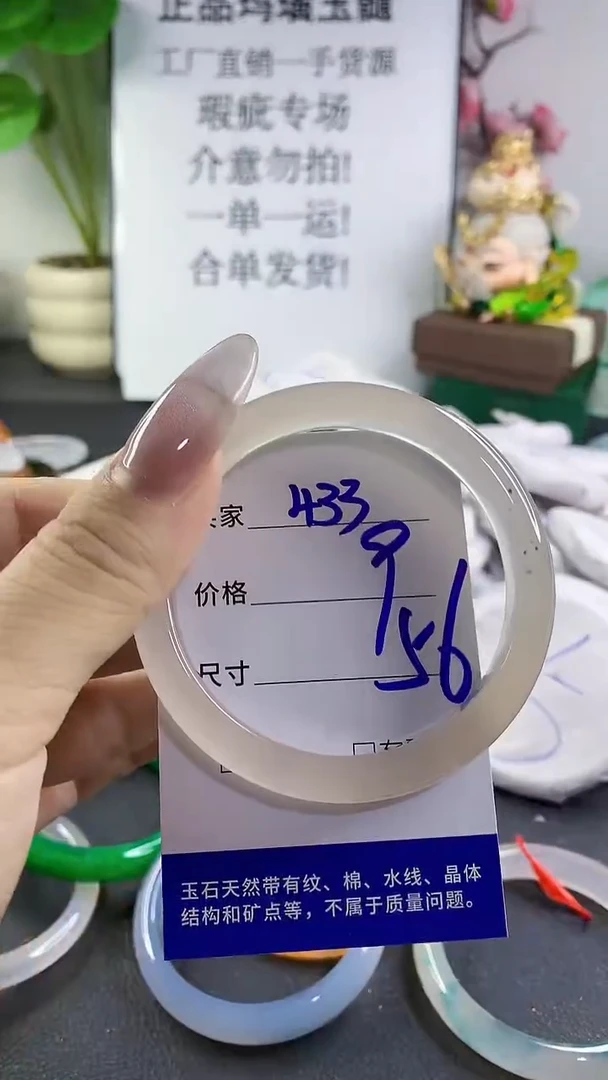 正品玛瑙玉髓
工厂直销一手货源
瑕疵专场
介意勿拍!
一单一运!
合单发货!
家 433
价格 9
尺寸 56
玉石天然带有纹、棉、水线、晶体
结构和矿点等，不属于质量问题。